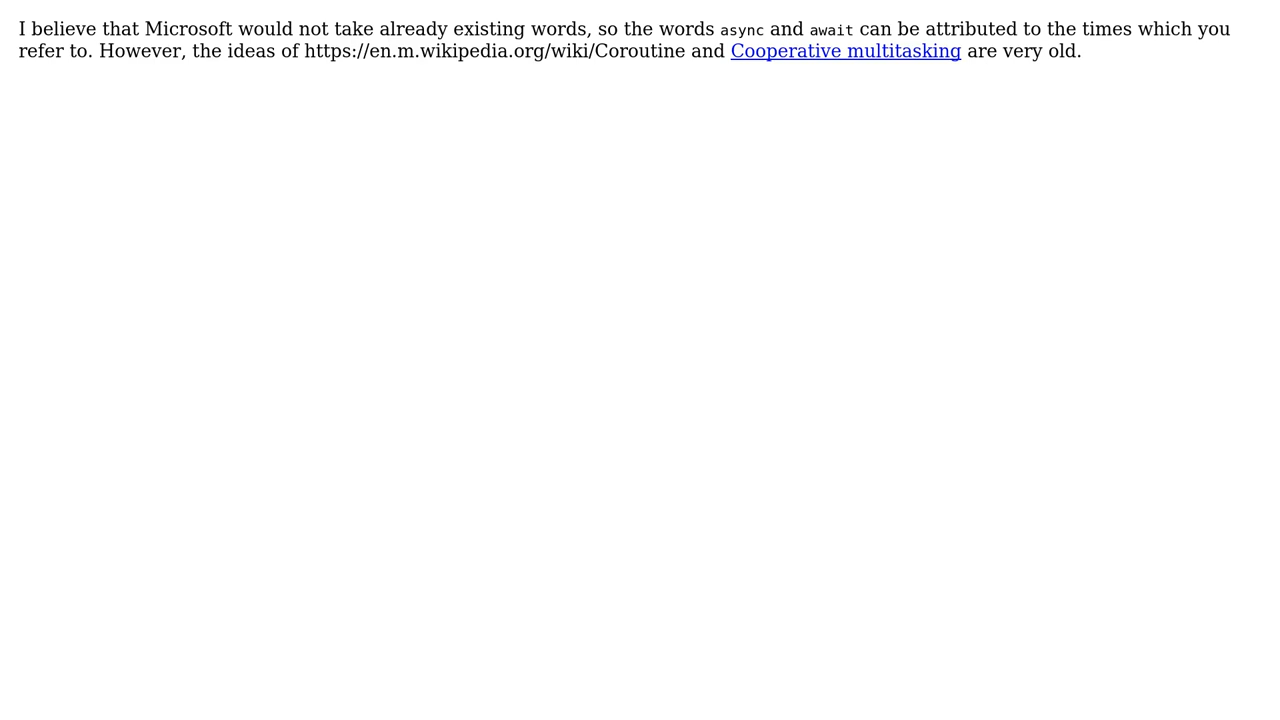 I believe that Microsoft would not take already existing words, so the words async and await can be attributed to the times which you
refer to. However, the ideas of https://en.m.wikipedia.org/wiki/Coroutine and Cooperative multitasking are very old.